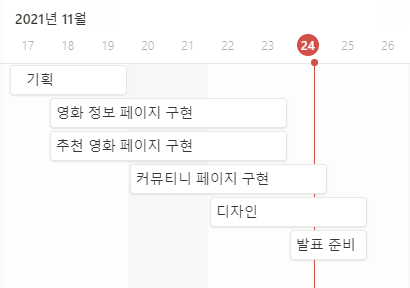 2021년 11월
17 18 19 20 21 22 23 24 25 26
기획
영화 정보 페이지 구현
추천 영화 페이지 구현
커뮤티니 페이지 구현
디자인
발표 준비